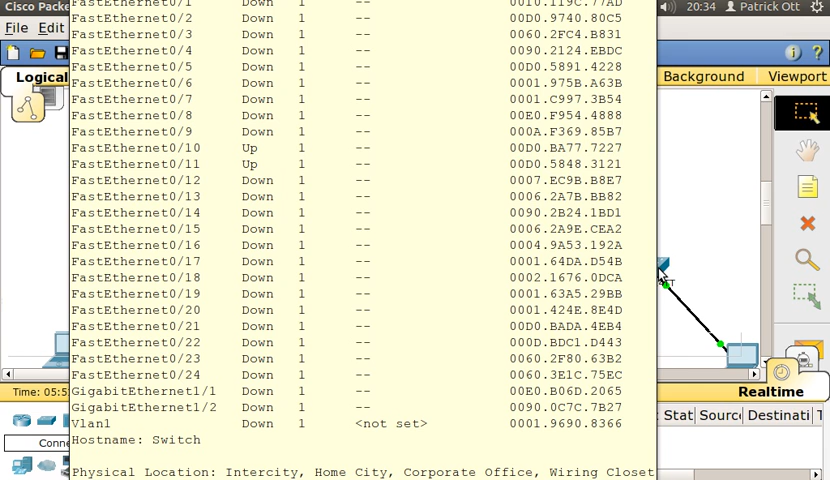 Cisco Packe
20:34 Patrick Ott
File Edit
Logical
Background Viewport
FastEthernet0/1 Down 1 -- 0010.119C.77AD
FastEthernet0/2 Down 1 -- 00D0.9740.80C5
FastEthernet0/3 Down 1 -- 0060.2FC4.B831
FastEthernet0/4 Down 1 -- 0090.2124.EBDC
FastEthernet0/5 Down 1 -- 00D0.5891.4228
FastEthernet0/6 Down 1 -- 0001.975B.A63B
FastEthernet0/7 Down 1 -- 0001.C997.3B54
FastEthernet0/8 Down 1 -- 00E0.F954.4888
FastEthernet0/9 Down 1 -- 000A.F369.85B7
FastEthernet0/10 Up 1 -- 00D0.BA77.7227
FastEthernet0/11 Up 1 -- 00D0.5848.3121
FastEthernet0/12 Down 1 -- 0007.EC9B.B8E7
FastEthernet0/13 Down 1 -- 0006.2A7B.BB82
FastEthernet0/14 Down 1 -- 0090.2B24.1BD1
FastEthernet0/15 Down 1 -- 0006.2A9E.CEA2
FastEthernet0/16 Down 1 -- 0004.9A53.192A
FastEthernet0/17 Down 1 -- 0001.64DA.D54B
FastEthernet0/18 Down 1 -- 0002.1676.0DCA
FastEthernet0/19 Down 1 -- 0001.63A5.29BB
FastEthernet0/20 Down 1 -- 0001.424E.8E4D
FastEthernet0/21 Down 1 -- 00D0.BADA.4EB4
FastEthernet0/22 Down 1 -- 000D.BDC1.D443
FastEthernet0/23 Down 1 -- 0060.2F80.63B2
FastEthernet0/24 Down 1 -- 0060.3E1C.75EC
GigabitEthernet1/1 Down 1 -- 00E0.B06D.2065
GigabitEthernet1/2 Down 1 -- 0090.0C7C.7B27
Vlan1 Down 1 <not set> 0001.9690.8366
Hostname: Switch
Physical Location: Intercity, Home City, Corporate Office, Wiring Closet
Time: 05:5
Realtime
Stat Source Destinati T
Conne